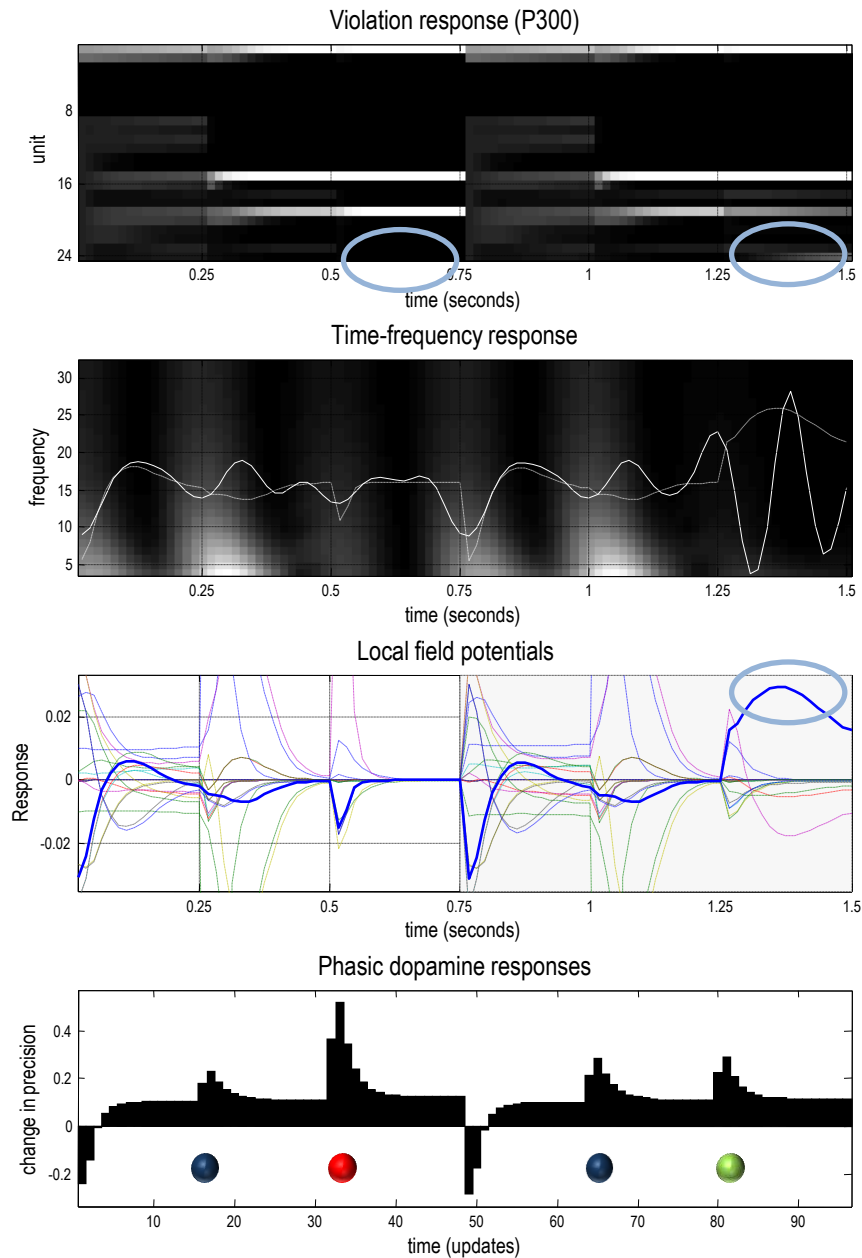 Violation response (P300)
unit
8
16
24
0.25 0.5 0.75 1 1.25 1.5
time (seconds)
Time-frequency response
frequency
30
25
20
15
10
5
0.25 0.5 0.75 1 1.25 1.5
time (seconds)
Local field potentials
Response
0.02
0
-0.02
0.25 0.5 0.75 1 1.25 1.5
time (seconds)
Phasic dopamine responses
change in precision
0.4
0.2
0
-0.2
10 20 30 40 50 60 70 80 90
time (updates)